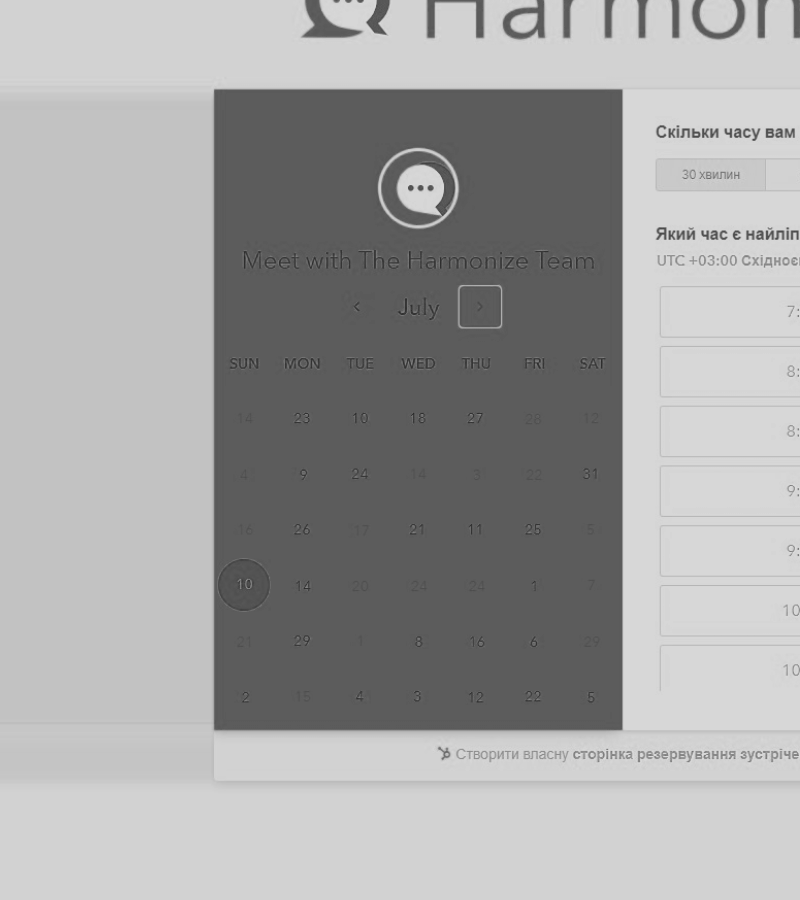 Harmon
Скільки часу вам
30 хвилин
Meet with The Harmonize Team
Який час є найліп
UTC +03:00 Східноє
July
7:
SUN MON TUE WED THU FRI SAT
8:
14 23 10 18 27 28 12
8:
4 9 24 14 3 22 31
9:
16 26 17 21 11 25 5
9:
10 14 20 24 24 1 7
10
21 29 1 8 16 6 29
10
2 15 4 3 12 22 5
Створити власну сторінка резервування зустріче